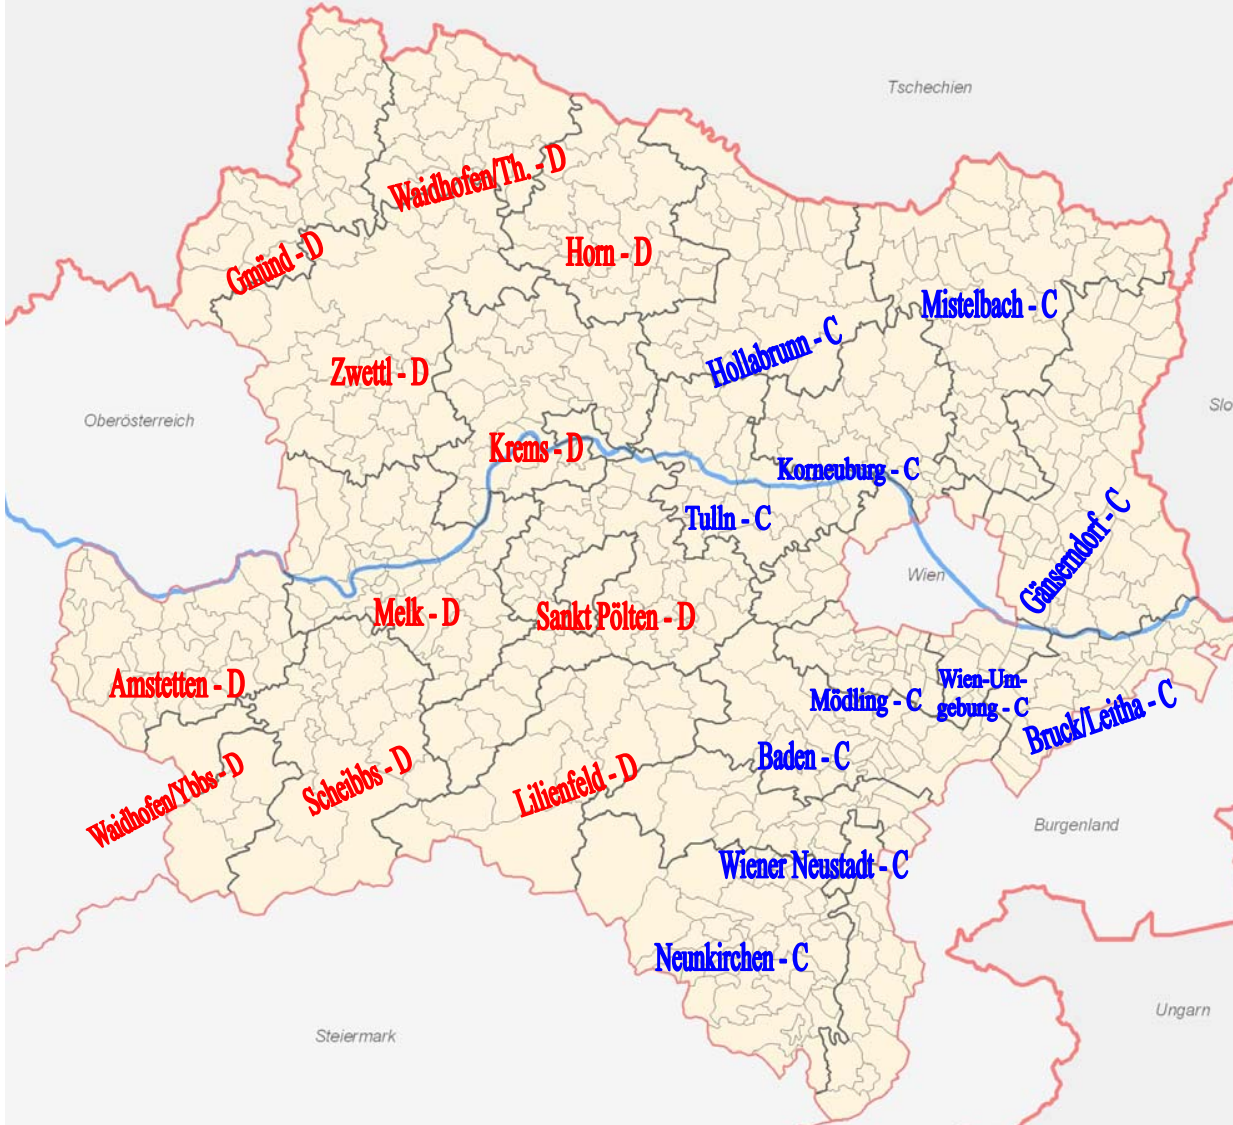 Tschechien
Waidhofen/Th. - D
Gmünd - D
Horn - D
Mistelbach - C
Hollabrunn - C
Zwettl - D
Slo
Oberösterreich
Krems - D
Korneuburg - C
Tulln - C
Gänserndorf - C
Wien
Melk - D
Sankt Pölten - D
Amstetten - D
Mödling - C
Wien-Um-
gebung - C
Bruck/Leitha - C
Baden - C
Waidhofen/Ybbs - D
Scheibbs - D
Lilienfeld - D
Burgenland
Wiener Neustadt - C
Neunkirchen - C
Ungarn
Steiermark